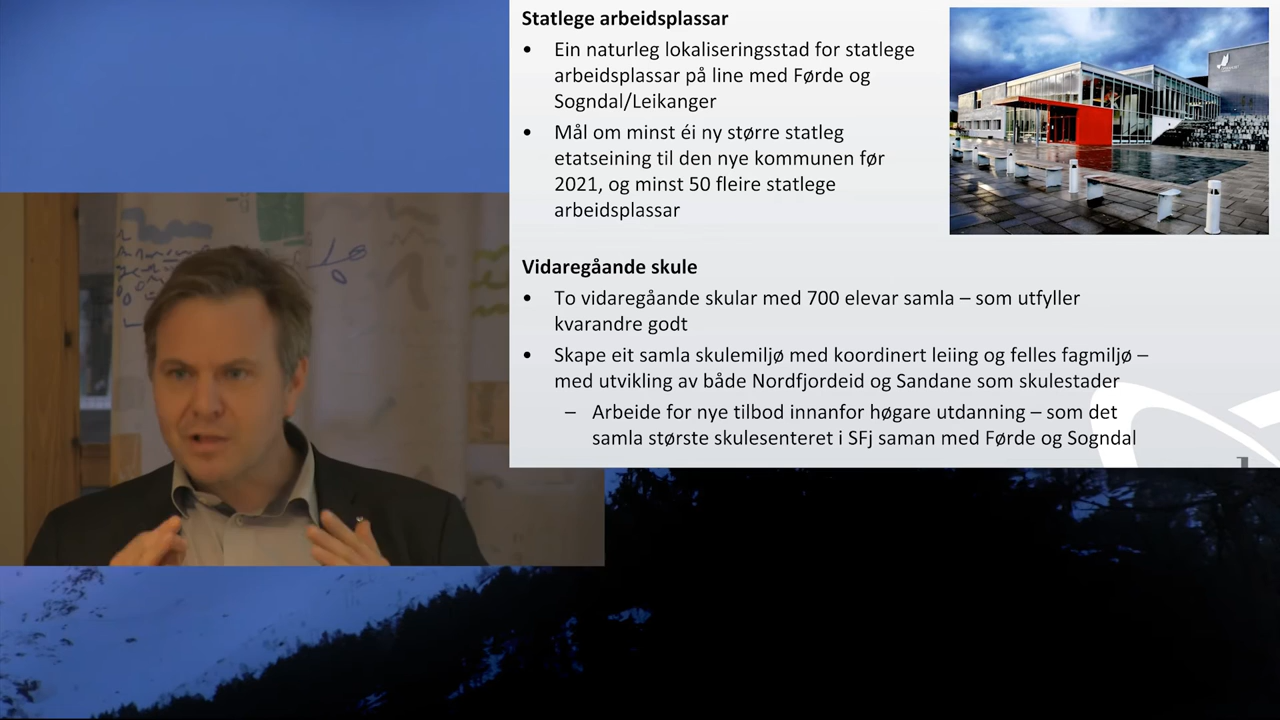 Statlege arbeidsplassar
• Ein naturleg lokaliseringsstad for statlege
arbeidsplassar på line med Førde og
Sogndal/Leikanger
• Mål om minst éi ny større statleg
etatseining til den nye kommunen før
2021, og minst 50 fleire statlege
arbeidsplassar
Vidaregåande skule
• To vidaregåande skular med 700 elevar samla – som utfyller
kvarandre godt
• Skape eit samla skulemiljø med koordinert leiing og felles fagmiljø –
med utvikling av både Nordfjordeid og Sandane som skulestader
– Arbeide for nye tilbod innanfor høgare utdanning – som det
samla største skulesenteret i SFj saman med Førde og Sogndal